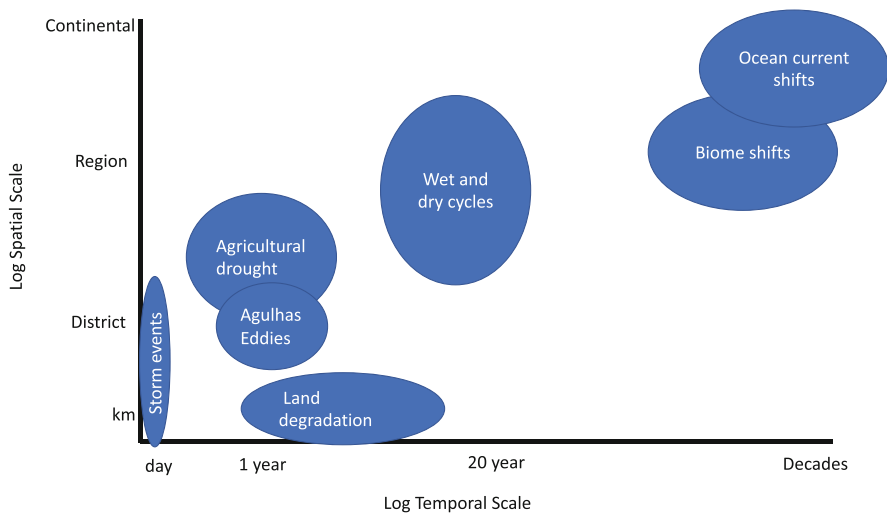 Continental
Ocean current
shifts
Region
Biome shifts
Wet and
dry cycles
Log Spatial Scale
Agricultural
drought
District
Agulhas
Eddies
Storm events
Land
degradation
km
day
1 year
20 year
Decades
Log Temporal Scale